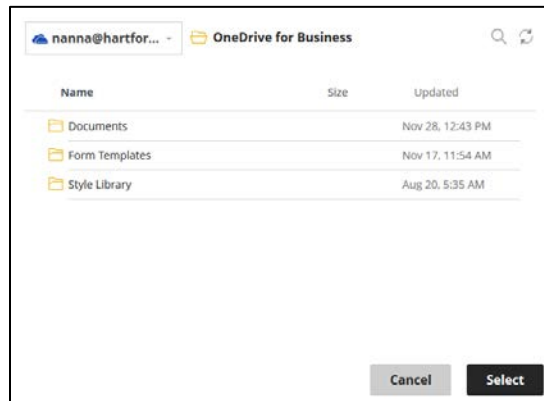 nanna@hartfor... OneDrive for Business
Name Size Updated
Documents Nov 28, 12:43 PM
Form Templates Nov 17, 11:54 AM
Style Library Aug 20, 5:35 AM
Cancel Select